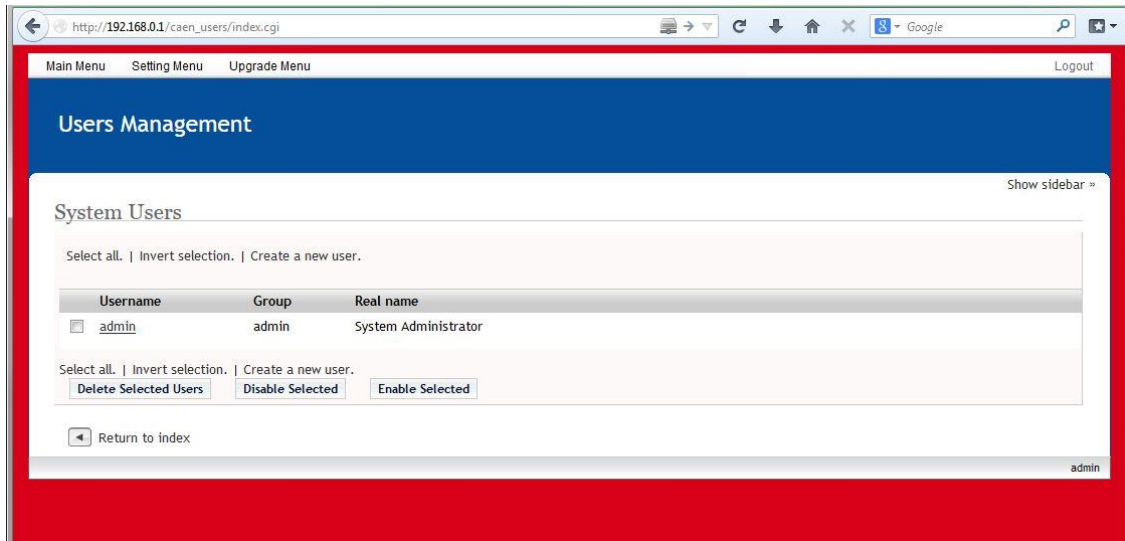 http://192.168.0.1/caen_users/index.cgi Google
Main Menu Setting Menu Upgrade Menu Logout
Users Management
Show sidebar »
System Users
Select all. | Invert selection. | Create a new user.
Username Group Real name
admin admin System Administrator
Select all. | Invert selection. | Create a new user.
Delete Selected Users Disable Selected Enable Selected
Return to index
admin